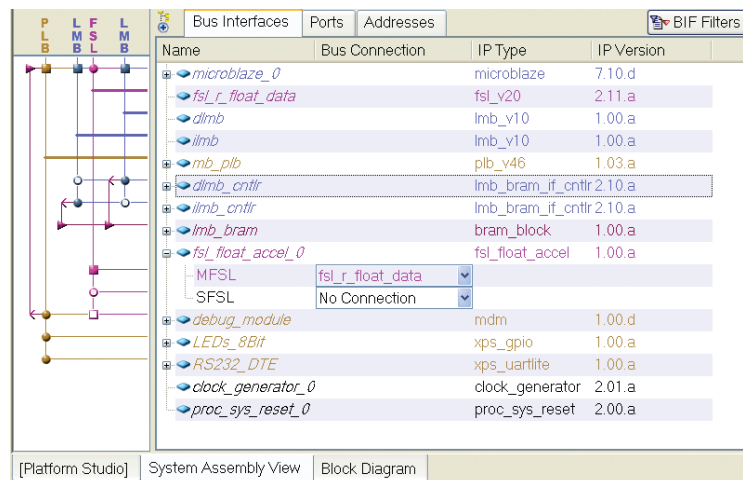 P L F L
L M S M
B B L B
Bus Interfaces Ports Addresses BIF Filters
Name Bus Connection IP Type IP Version
microblaze_0 microblaze 7.10.d
fsl_r_float_data fsl_v20 2.11.a
dlmb lmb_v10 1.00.a
ilmb lmb_v10 1.00.a
mb_plb plb_v46 1.03.a
dlmb_cntlr lmb_bram_if_cntlr 2.10.a
ilmb_cntlr lmb_bram_if_cntlr 2.10.a
lmb_bram bram_block 1.00.a
fsl_float_accel_0 fsl_float_accel 1.00.a
MFSL fsl_r_float_data
SFSL No Connection
debug_module mdm 1.00.d
LEDs_8Bit xps_gpio 1.00.a
RS232_DTE xps_uartlite 1.00.a
clock_generator_0 clock_generator 2.01.a
proc_sys_reset_0 proc_sys_reset 2.00.a
[Platform Studio] System Assembly View Block Diagram